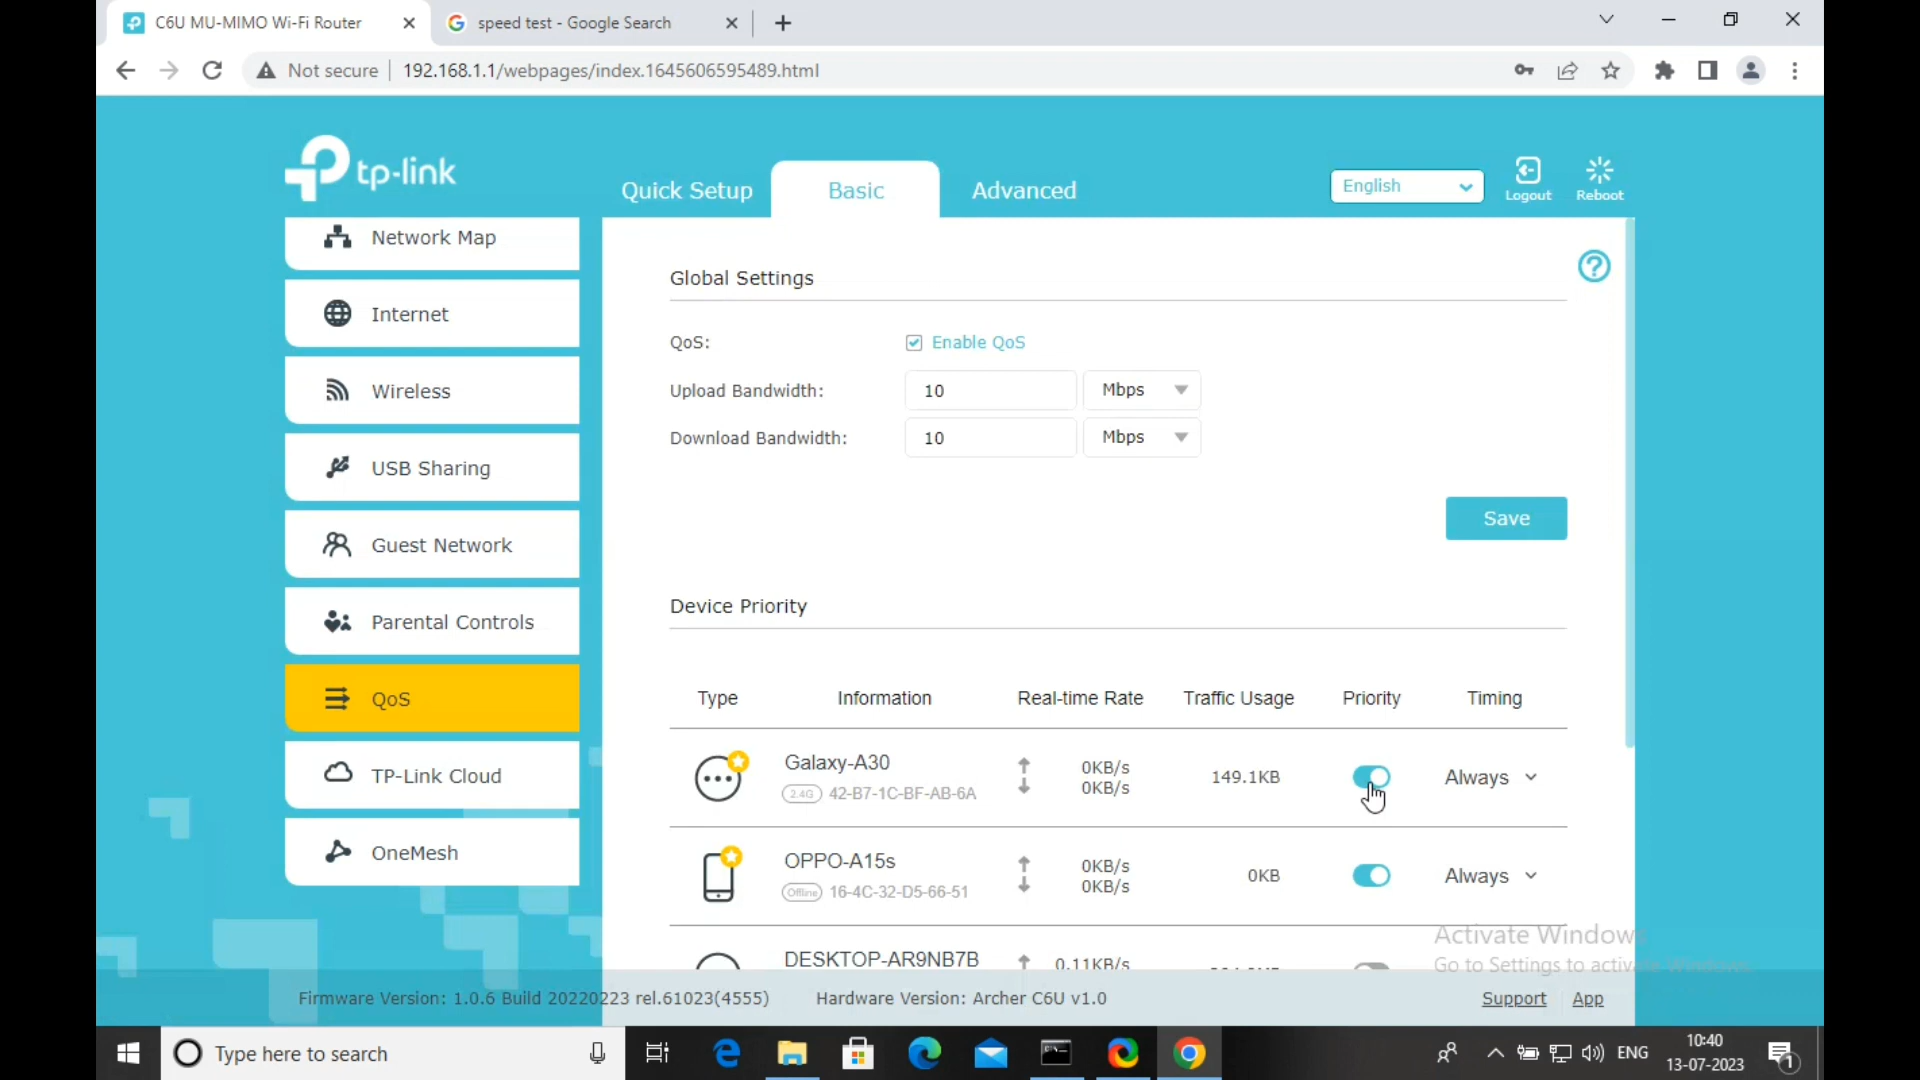 C6U MU-MIMO Wi-Fi Router
speed test - Google Search
Not secure 192.168.1.1/webpages/index.1645606595489.html
tp-link
Quick Setup Basic Advanced
English
Logout Reboot
Network Map
Internet
Wireless
USB Sharing
Guest Network
Parental Controls
QoS
TP-Link Cloud
OneMesh
Global Settings
QoS: Enable QoS
Upload Bandwidth: 10 Mbps
Download Bandwidth: 10 Mbps
Save
Device Priority
Type Information Real-time Rate Traffic Usage Priority Timing
Galaxy-A30 0KB/s 149.1KB Always
2.4G 42-B7-1C-BF-AB-6A 0KB/s
OPPO-A15s 0KB/s 0KB Always
Offline 16-4C-32-D5-66-51 0KB/s
DESKTOP-AR9NB7B 0.11KB/s
Activate Windows
Go to Settings to activate Windows.
Firmware Version: 1.0.6 Build 20220223 rel.61023(4555) Hardware Version: Archer C6U v1.0 Support App
Type here to search
ENG
10:40
13-07-2023
1